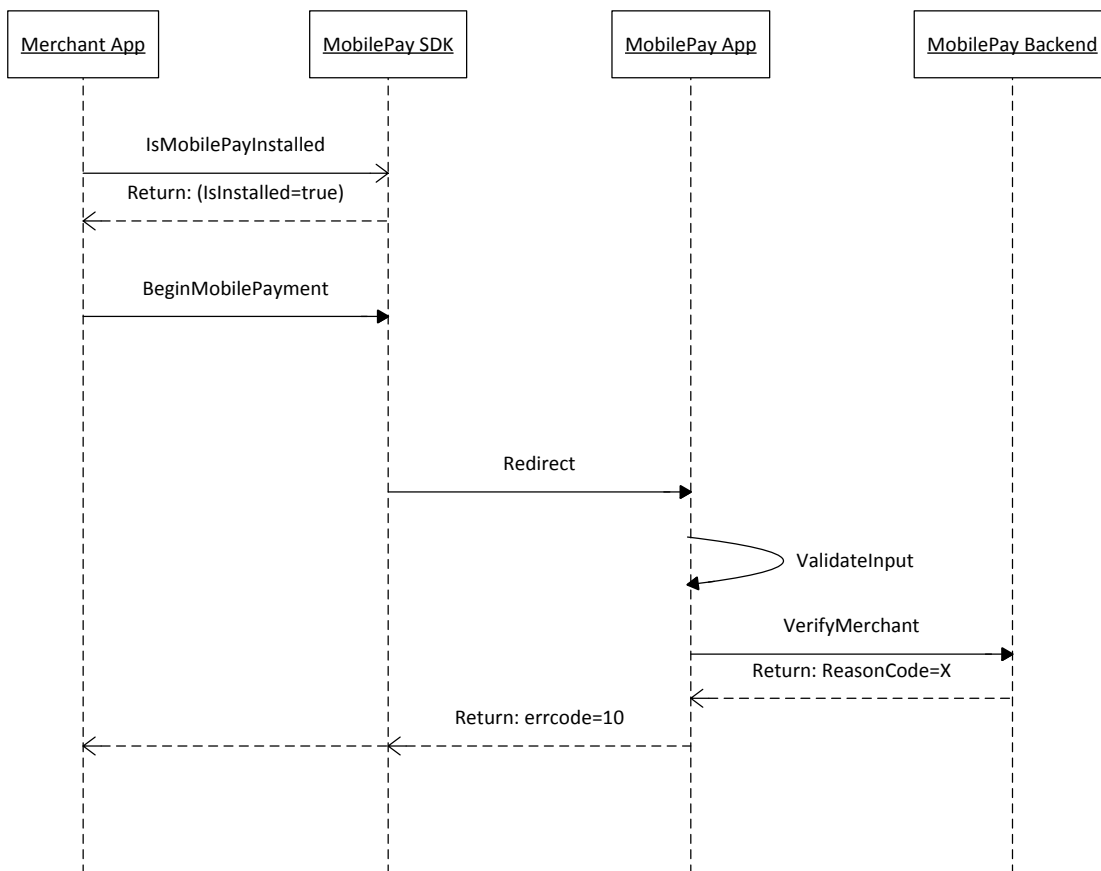 Merchant App
MobilePay SDK
MobilePay App
MobilePay Backend
IsMobilePayInstalled
Return: (IsInstalled=true)
BeginMobilePayment
Redirect
ValidateInput
VerifyMerchant
Return: ReasonCode=X
Return: errcode=10